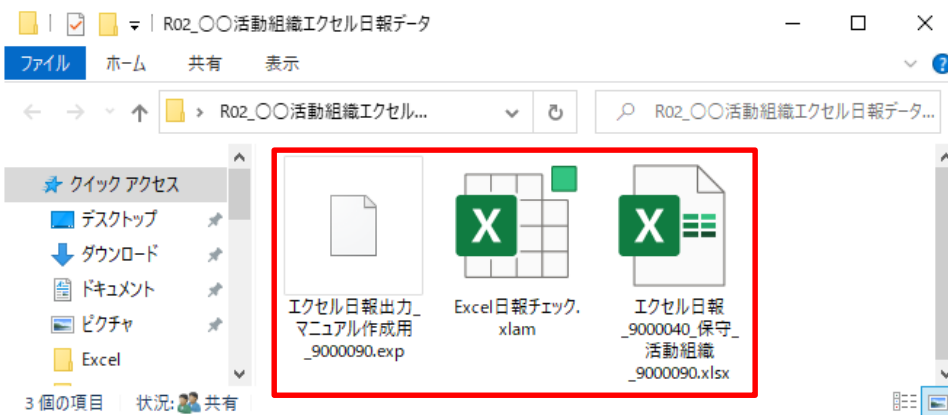 R02_〇〇活動組織エクセル日報データ
ファイル ホーム 共有 表示
R02_〇〇活動組織エクセル... R02_〇〇活動組織エクセル日報データ...
クイック アクセス
デスクトップ
ダウンロード
ドキュメント
ピクチャ
Excel
エクセル日報出力_
マニュアル作成用
_9000090.exp
Excel日報チェック.
xlam
エクセル日報
_9000040_保守_
活動組織
_9000090.xlsx
3 個の項目 状況: 共有